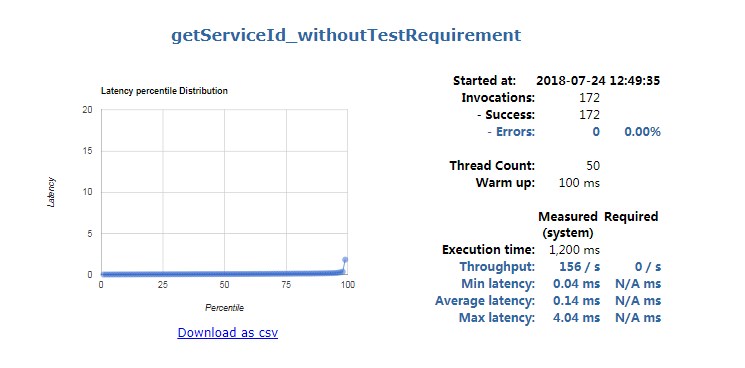 getServiceId_withoutTestRequirement
Latency percentile Distribution
20
15
10
5
0
Latency
0 25 50 75 100
Percentile
Download as csv
Started at: 2018-07-24 12:49:35
Invocations: 172
- Success: 172
- Errors: 0 0.00%
Thread Count: 50
Warm up: 100 ms
Measured Required
(system)
Execution time: 1,200 ms
Throughput: 156 / s 0 / s
Min latency: 0.04 ms N/A ms
Average latency: 0.14 ms N/A ms
Max latency: 4.04 ms N/A ms